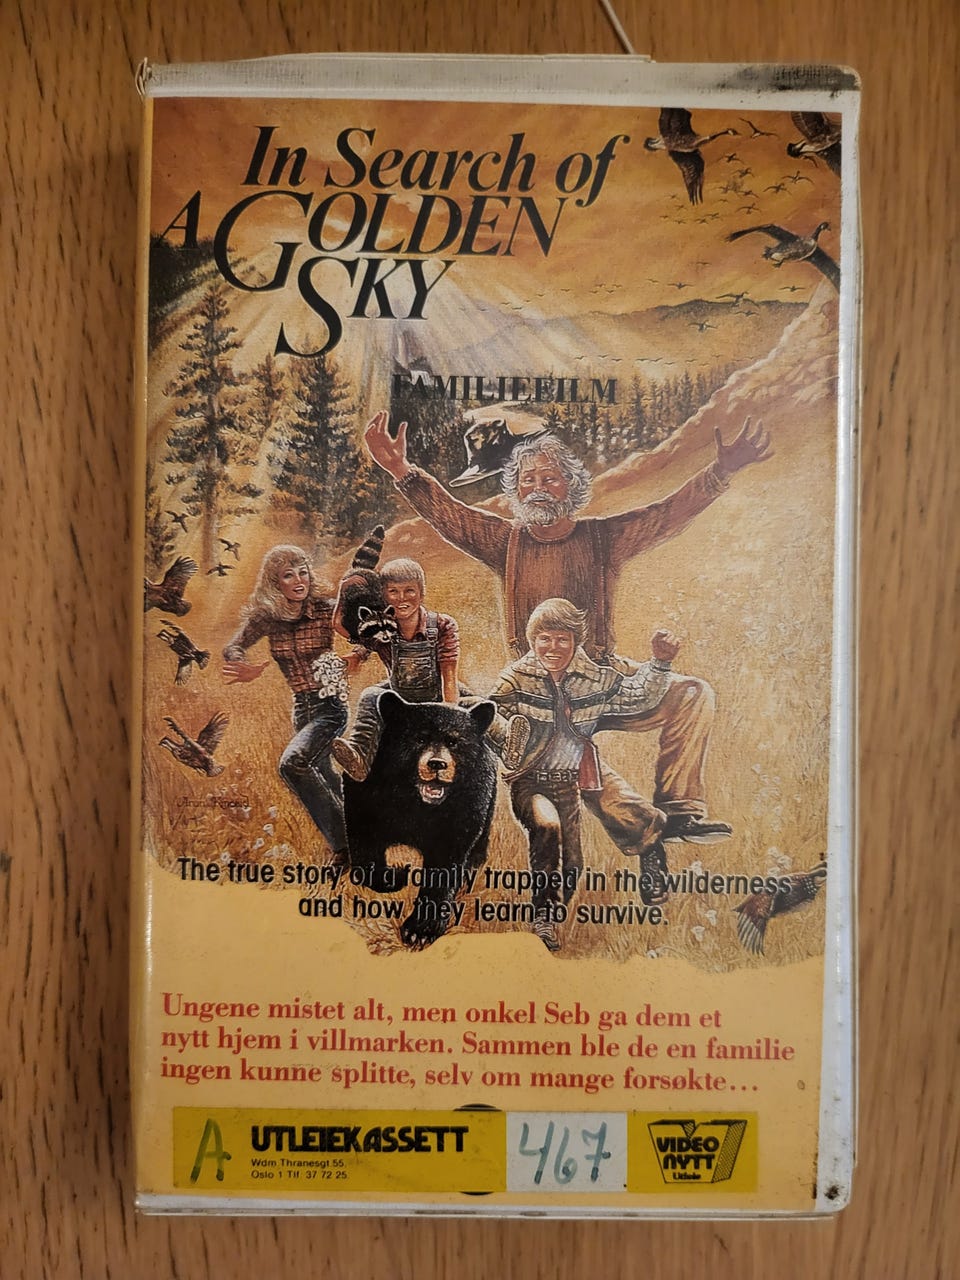 In Search of
A GOLDEN
SKY
FAMILIEFILM
The true story of a family trapped in the wilderness
and how they learn to survive.
Ungene mistet alt, men onkel Seb ga dem et
nytt hjem i villmarken. Sammen ble de en familie
ingen kunne splitte, selv om mange forsøkte...
A UTLEIEKASSETT
Wdm Thranesgt 55.
Oslo 1 Tlf. 37 72 25.
467
VIDEO
NYTT
Utleie